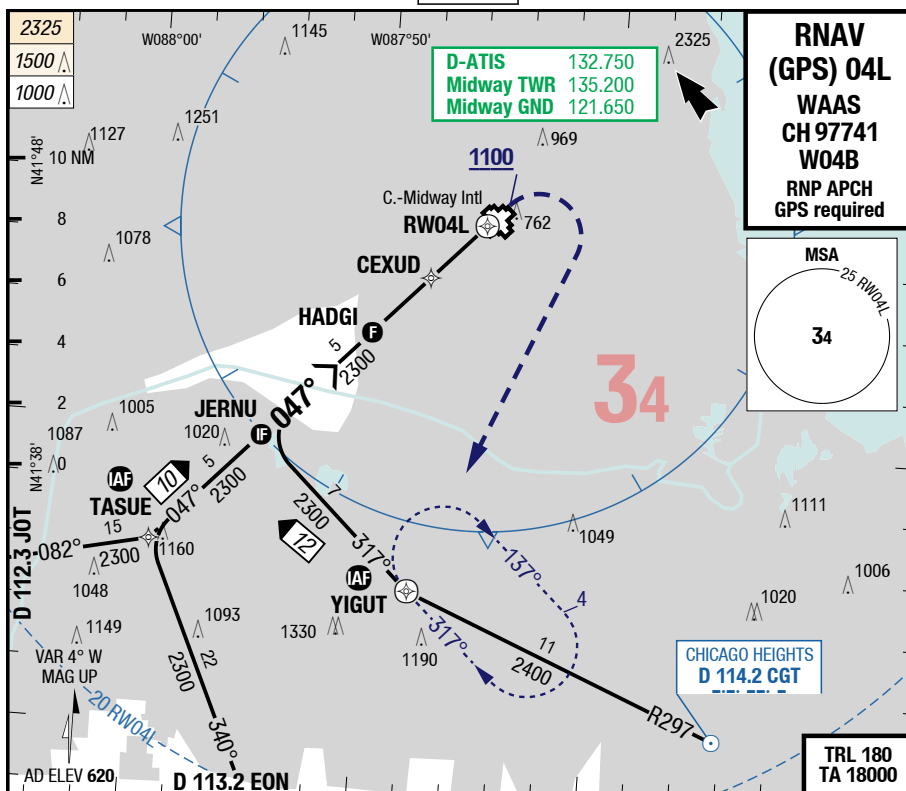 2325
1500
1000
W088°00'
1145
W087°50'
2325
D-ATIS 132.750
Midway TWR 135.200
Midway GND 121.650
RNAV
(GPS) 04L
WAAS
CH 97741
W04B
RNP APCH
GPS required
1127
1251
969
N41°48'
10 NM
1100
C.-Midway Intl
RW04L
762
8
1078
CEXUD
6
HADGI
F
4
5
2300
MSA
25 RW04L
34
34
2
1005
JERNU
047°
1087
1020
IF
0
N41°38'
IAF
TASUE
10
5
2300
047°
7
2300
317°
12
1111
15
082°
2300
1160
1049
137°
D 112.3 JOT
1048
IAF
YIGUT
4
1006
1020
1149
1093
1330
317°
1190
11
2400
VAR 4° W
MAG UP
22
2300
CHICAGO HEIGHTS
D 114.2 CGT
20 RW04L
340°
R297
AD ELEV 620
D 113.2 EON
TRL 180
TA 18000